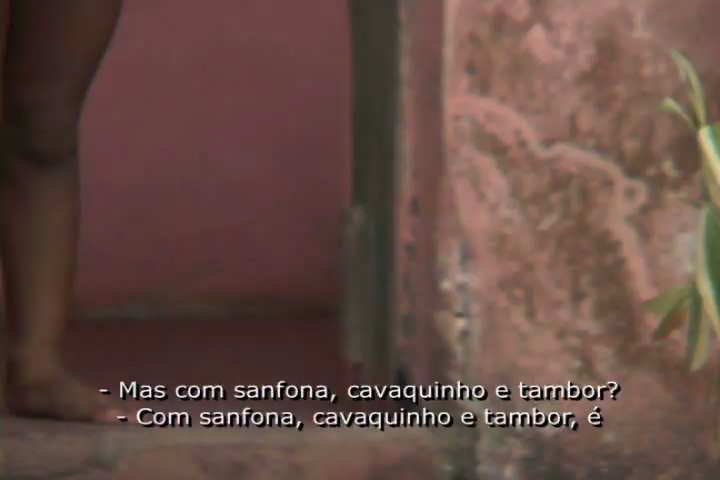 - Mas com sanfona, cavaquinho e tambor?
- Com sanfona, cavaquinho e tambor, é